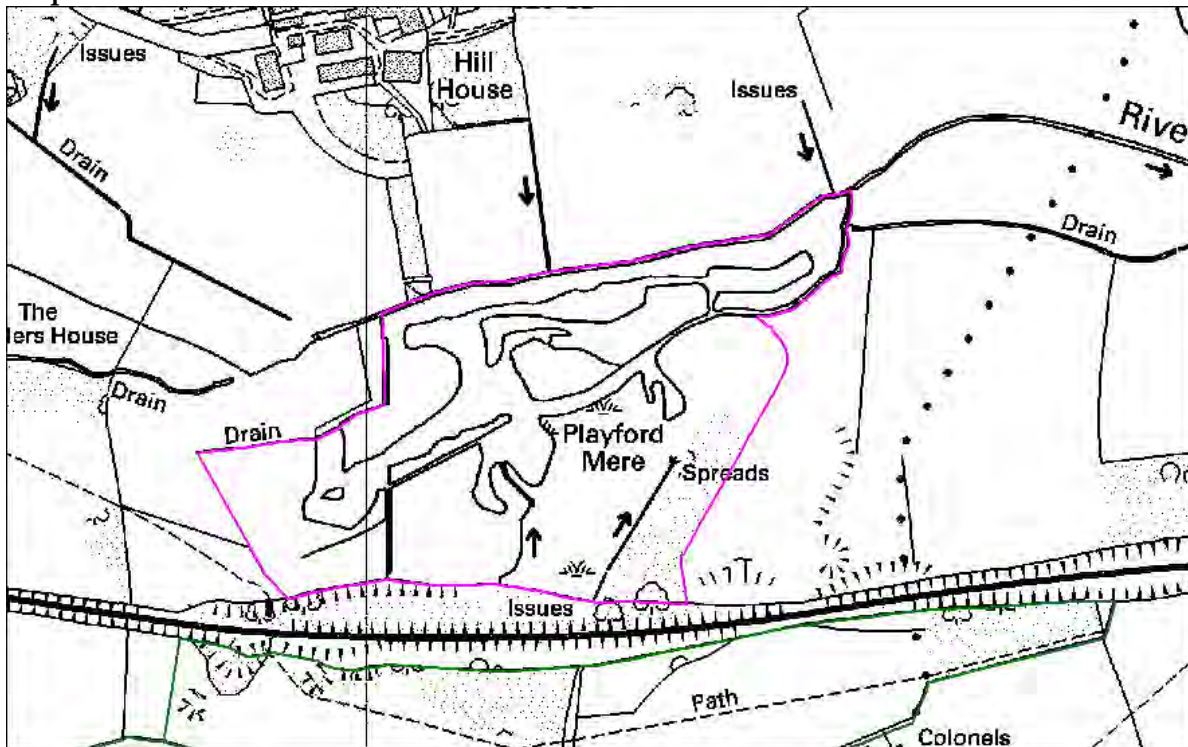 Issues
Hill
House
Issues
Rive
Drain
Drain
The
lers House
Drain
Drain
Playford
Mere
Spreads
Issues
Path
Colonels